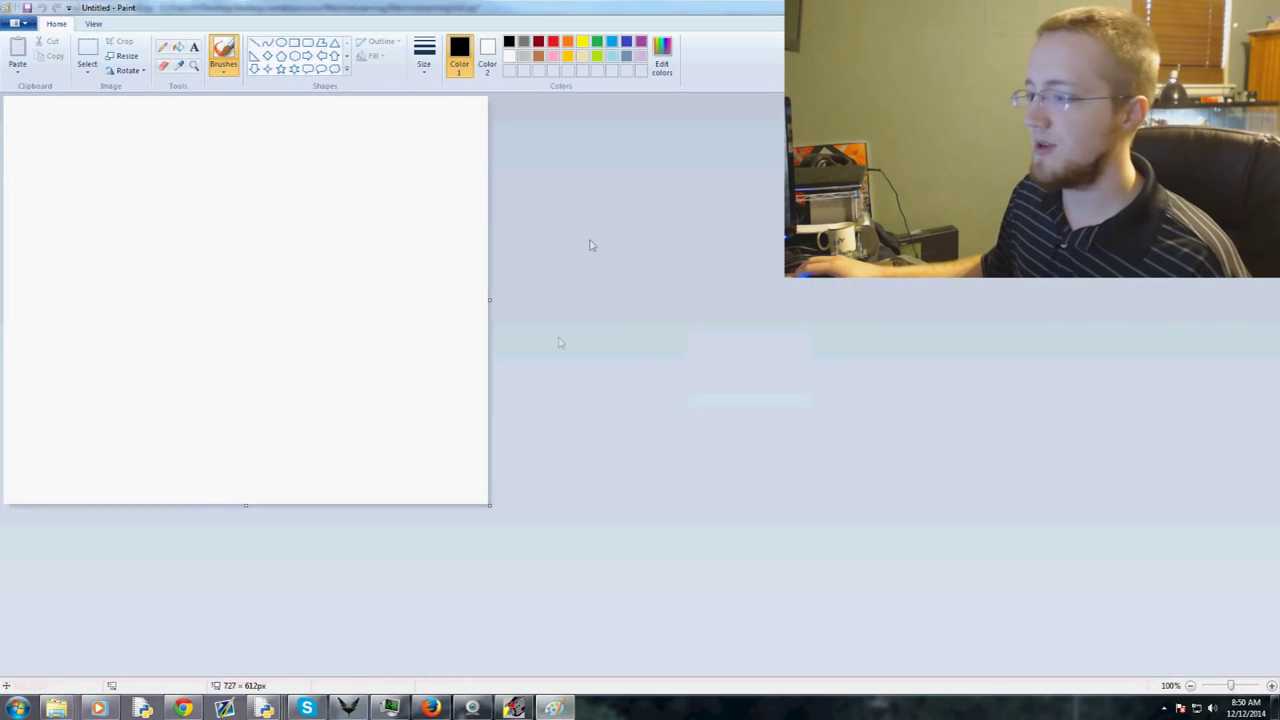 Untitled - Paint
Home
View
Paste
Cut
Copy
Clipboard
Select
Crop
Resize
Rotate
Image
A
Tools
Brushes
Outline
Fill
Shapes
Size
Color
1
Color
2
Edit
colors
Colors
727 × 612px
100%
8:50 AM
12/12/2014